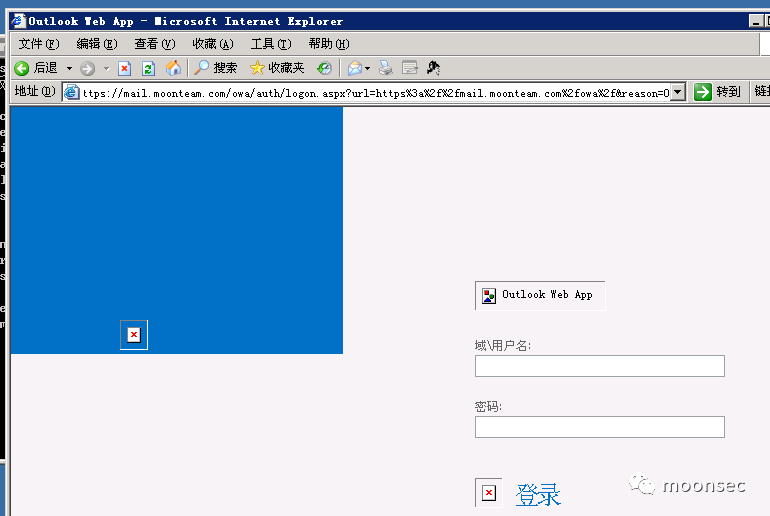 Outlook Web App - Microsoft Internet Explorer
文件(F) 编辑(E) 查看(V) 收藏(A) 工具(T) 帮助(H)
后退 搜索 收藏夹
地址(D) ttps://mail.moonteam.com/owa/auth/logon.aspx?url=https%3a%2f%2fmail.moonteam.com%2fowa%2f&reason=0 转到
Outlook Web App
域\用户名:
密码:
登录
moonsec